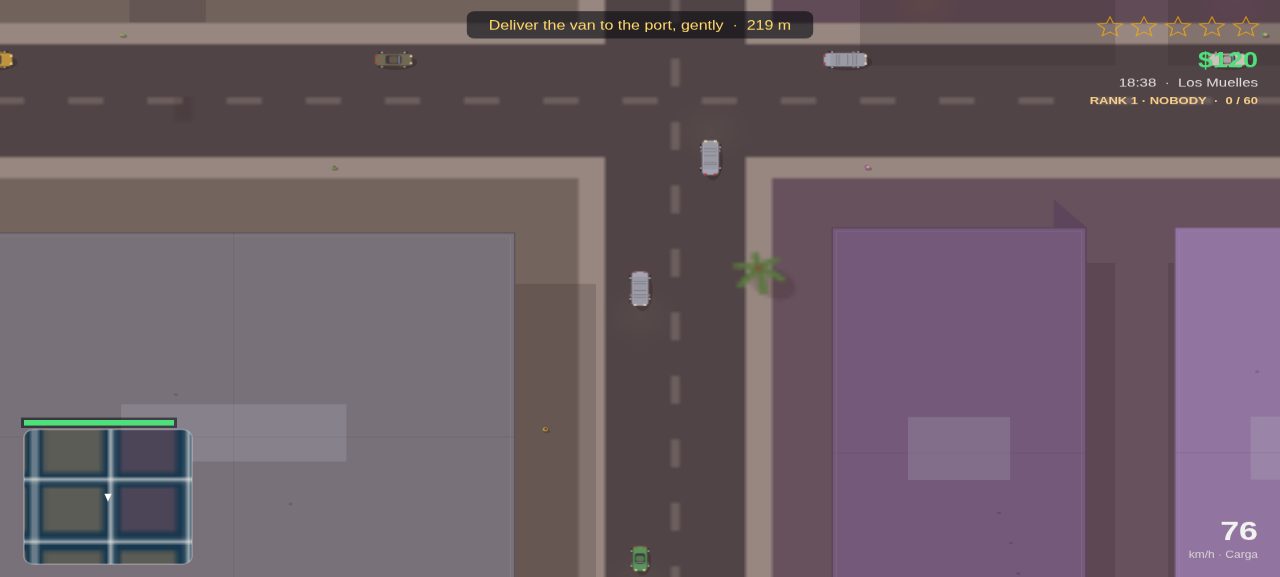 Deliver the van to the port, gently · 219 m
$120
18:38 · Los Muelles
RANK 1 · NOBODY · 0 / 60
76
km/h · Carga